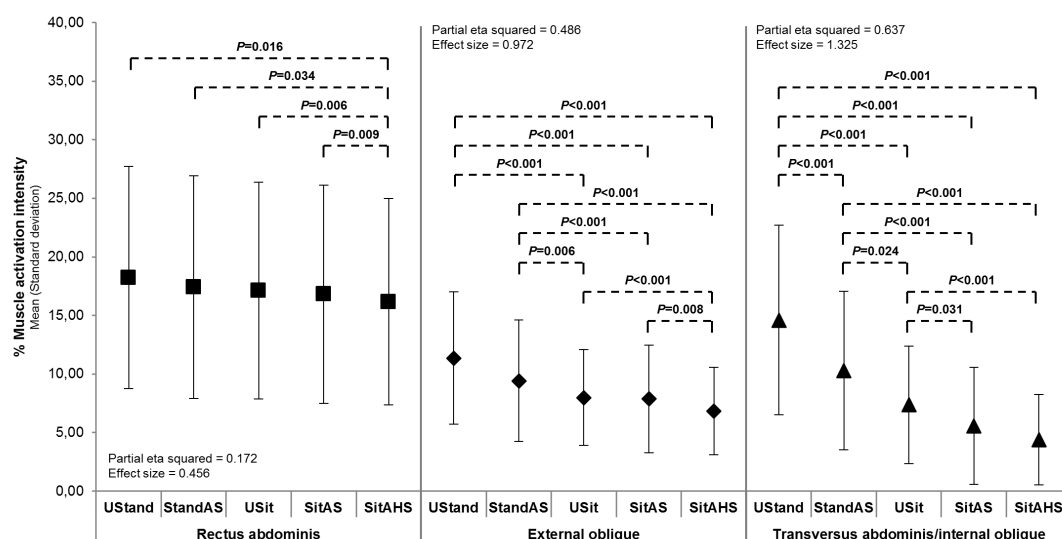 40,00
35,00
30,00
25,00
20,00
15,00
10,00
5,00
0,00
% Muscle activation intensity
Mean (Standard deviation)
P=0.016
P=0.034
P=0.006
P=0.009
Partial eta squared = 0.172
Effect size = 0.456
UStand StandAS USit SitAS SitAHS
Rectus abdominis
Partial eta squared = 0.486
Effect size = 0.972
P<0.001
P<0.001
P<0.001
P<0.001
P<0.001
P=0.006
P<0.001
P=0.008
UStand StandAS USit SitAS SitAHS
External oblique
Partial eta squared = 0.637
Effect size = 1.325
P<0.001
P<0.001
P<0.001
P<0.001
P<0.001
P<0.001
P=0.024
P<0.001
P=0.031
UStand StandAS USit SitAS SitAHS
Transversus abdominis/internal oblique